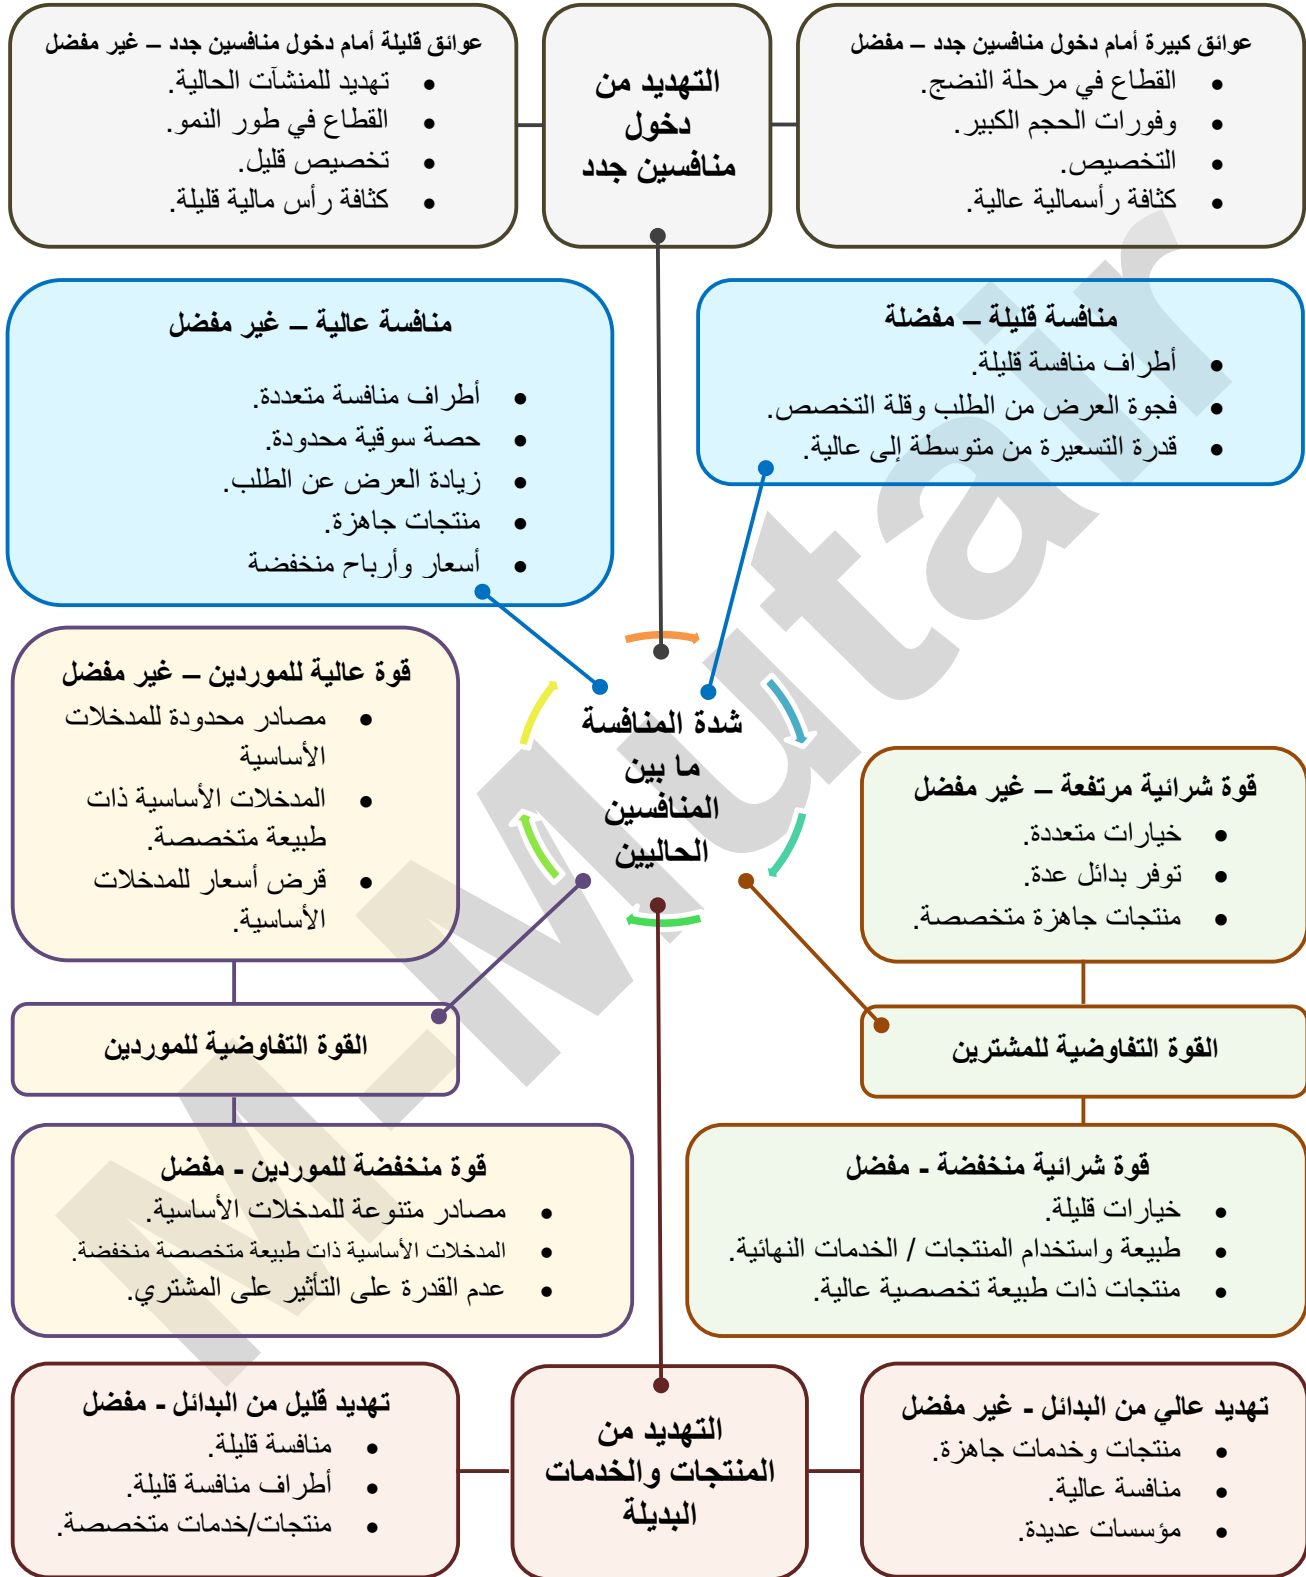 عوائق كبيرة أمام دخول منافسين جدد – مفضل
• القطاع في مرحلة النضج.
• وفورات الحجم الكبير.
• التخصيص.
• كثافة رأسمالية عالية.
التهديد من
دخول
منافسين جدد
عوائق قليلة أمام دخول منافسين جدد – غير مفضل
• تهديد للمنشآت الحالية.
• القطاع في طور النمو.
• تخصيص قليل.
• كثافة رأس مالية قليلة.
منافسة قليلة – مفضلة
• أطراف منافسة قليلة.
• فجوة العرض من الطلب وقلة التخصص.
• قدرة التسعيرة من متوسطة إلى عالية.
منافسة عالية – غير مفضل
• أطراف منافسة متعددة.
• حصة سوقية محدودة.
• زيادة العرض عن الطلب.
• منتجات جاهزة.
• أسعار وأرباح منخفضة
شدة المنافسة
ما بين
المنافسين
الحاليين
قوة شرائية مرتفعة – غير مفضل
• خيارات متعددة.
• توفر بدائل عدة.
• منتجات جاهزة متخصصة.
القوة التفاوضية للمشترين
قوة شرائية منخفضة - مفضل
• خيارات قليلة.
• طبيعة واستخدام المنتجات / الخدمات النهائية.
• منتجات ذات طبيعة تخصصية عالية.
قوة عالية للموردين – غير مفضل
• مصادر محدودة للمدخلات
الأساسية
• المدخلات الأساسية ذات
طبيعة متخصصة.
• قرض أسعار للمدخلات
الأساسية.
القوة التفاوضية للموردين
قوة منخفضة للموردين - مفضل
• مصادر متنوعة للمدخلات الأساسية.
• المدخلات الأساسية ذات طبيعة متخصصة منخفضة.
• عدم القدرة على التأثير على المشتري.
تهديد عالي من البدائل - غير مفضل
• منتجات وخدمات جاهزة.
• منافسة عالية.
• مؤسسات عديدة.
التهديد من
المنتجات والخدمات
البديلة
تهديد قليل من البدائل - مفضل
• منافسة قليلة.
• أطراف منافسة قليلة.
• منتجات/خدمات متخصصة.
M-Mutair